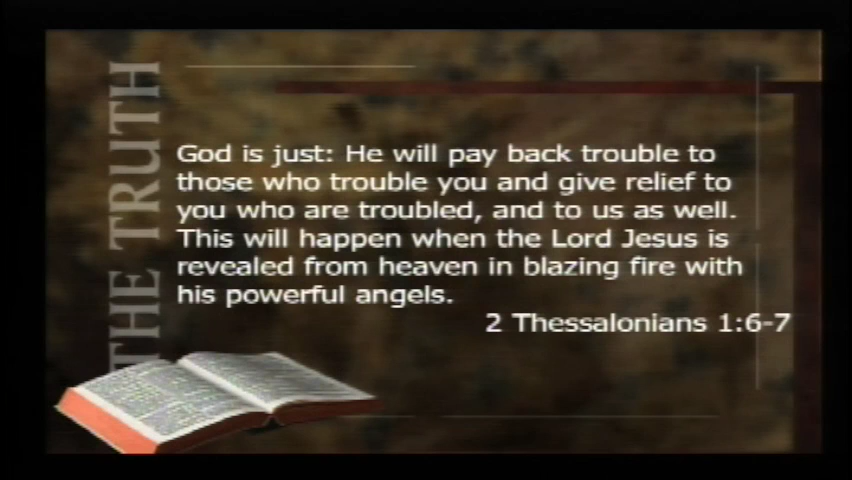 THE TRUTH
God is just: He will pay back trouble to
those who trouble you and give relief to
you who are troubled, and to us as well.
This will happen when the Lord Jesus is
revealed from heaven in blazing fire with
his powerful angels.
2 Thessalonians 1:6-7